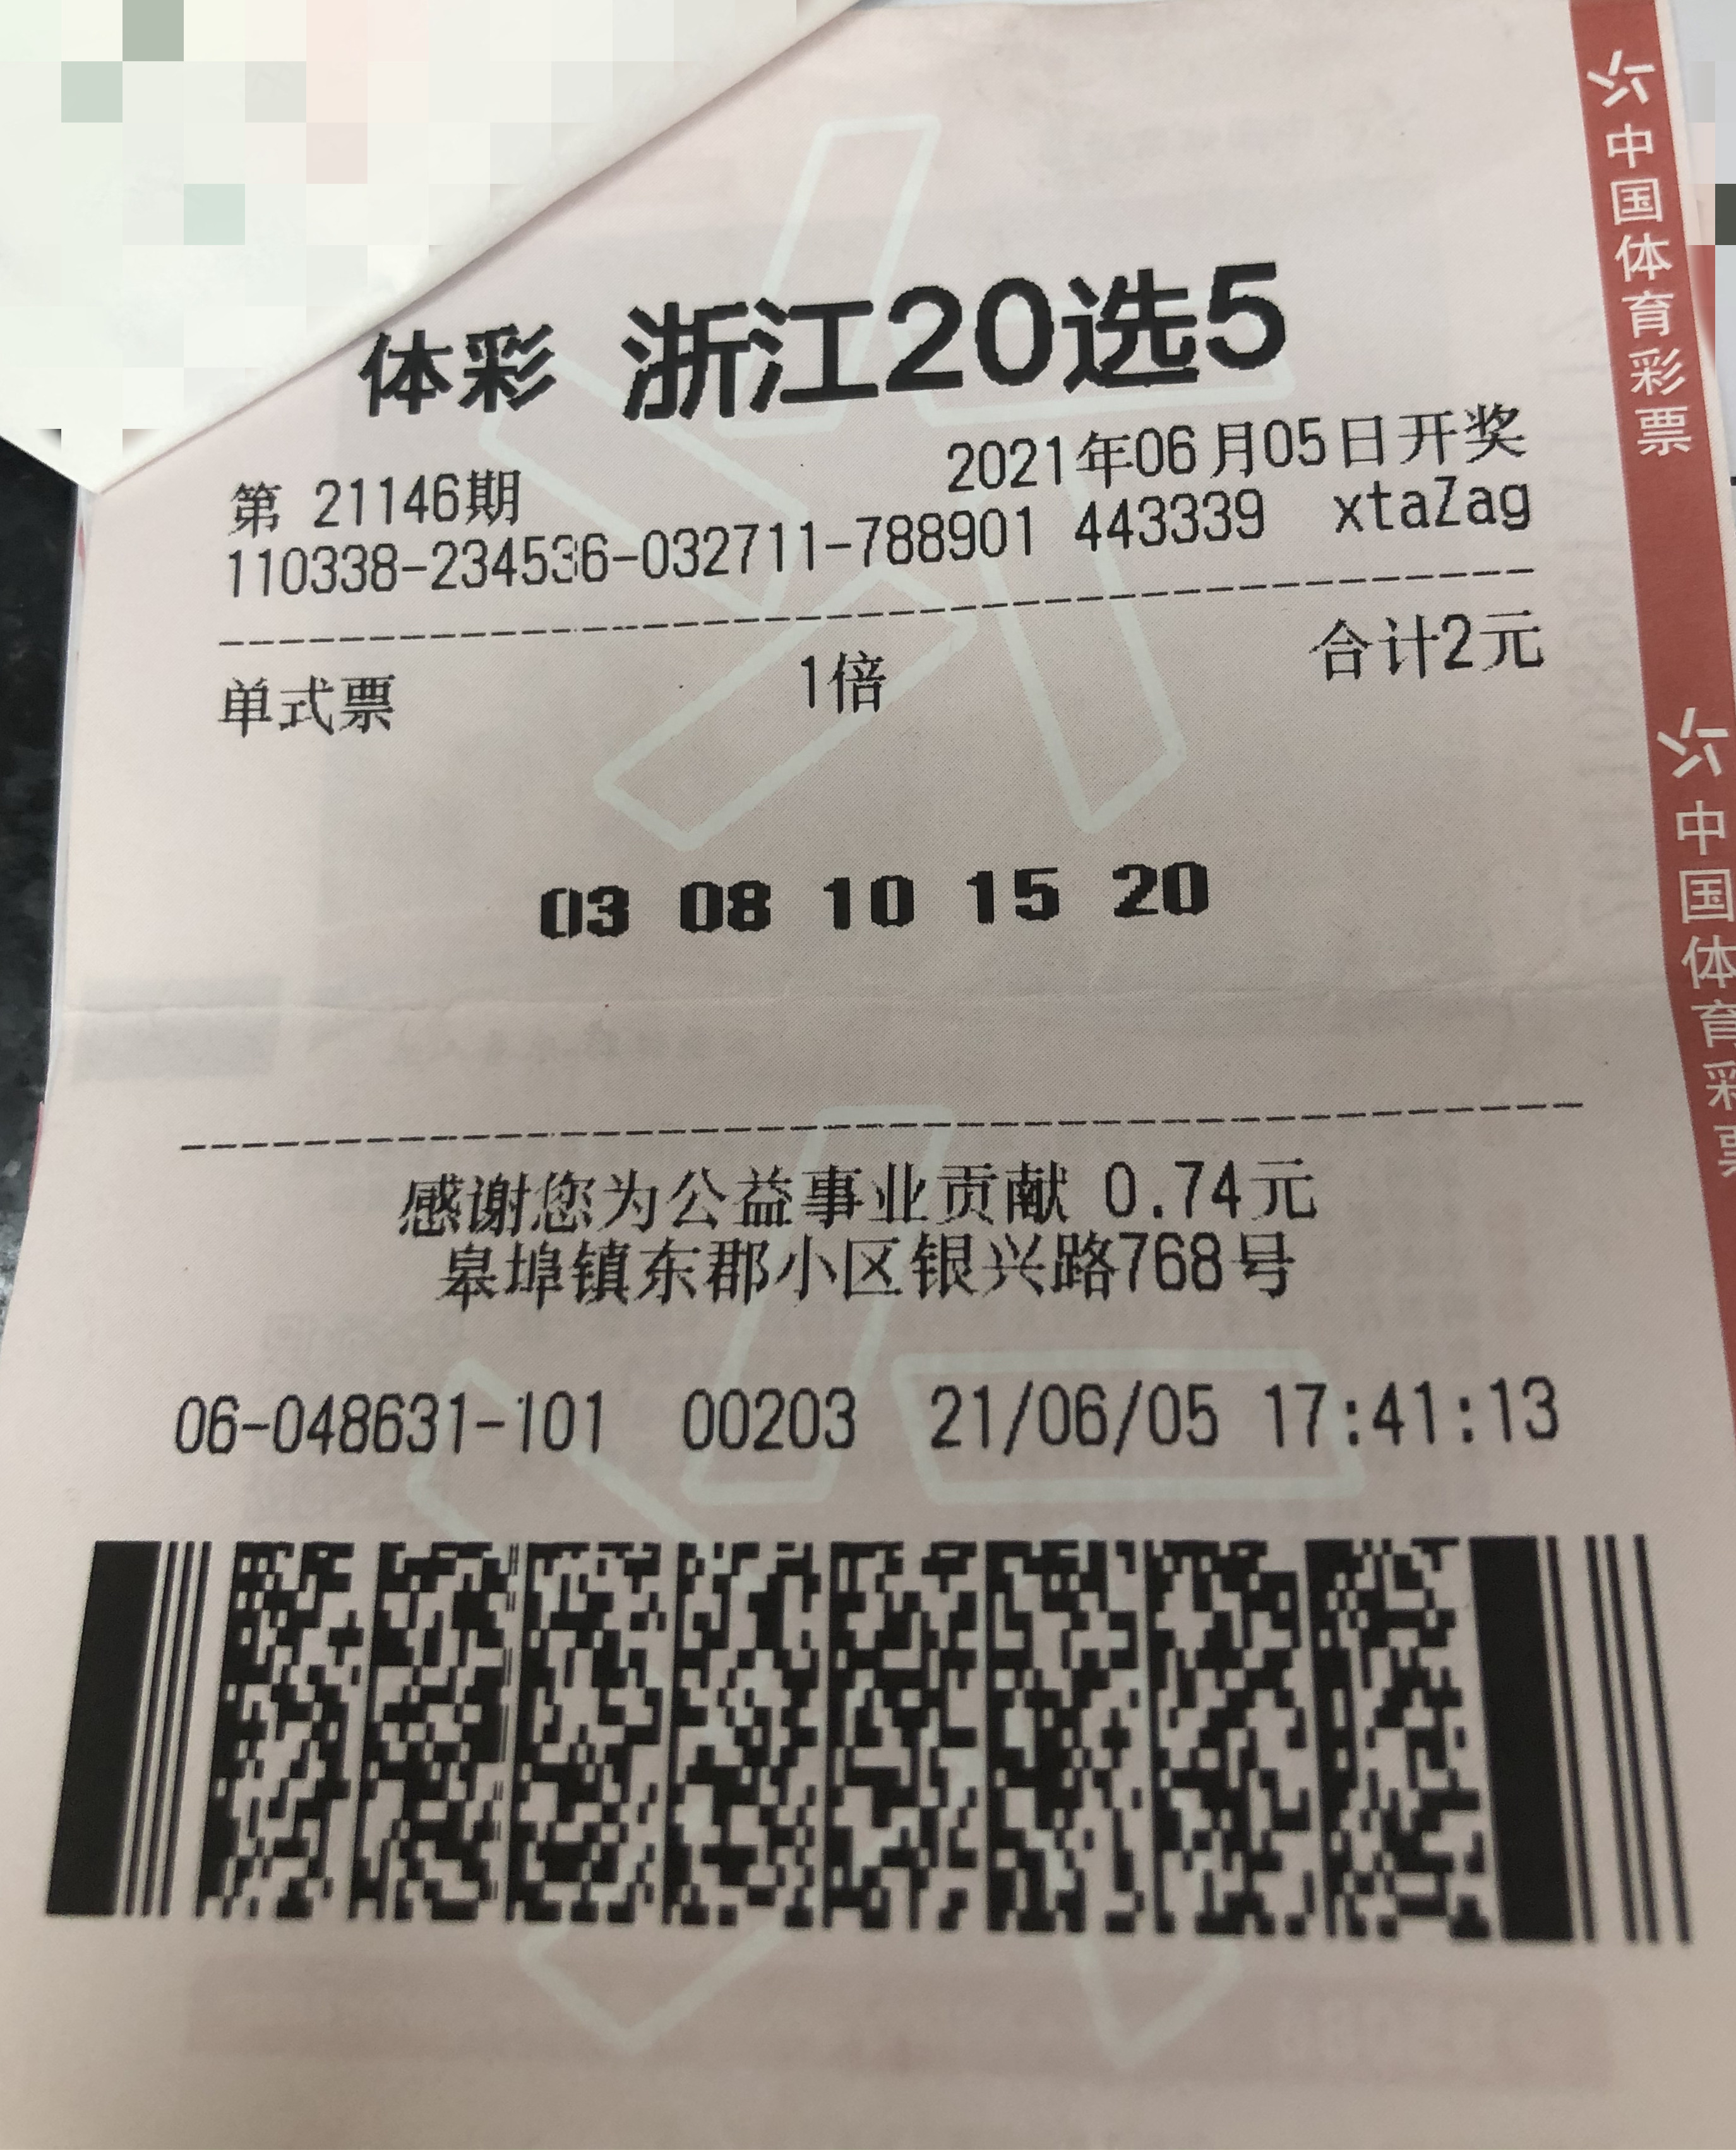 体彩 浙江20选5
第 21146期 2021年06月05日开奖
110338-234536-032711-788901 443339 xtaZag
单式票 1倍 合计2元
03 08 10 15 20
感谢您为公益事业贡献 0.74元
皋埠镇东郡小区银兴路768号
06-048631-101 00203 21/06/05 17:41:13
中国体育彩票
中国体育彩票